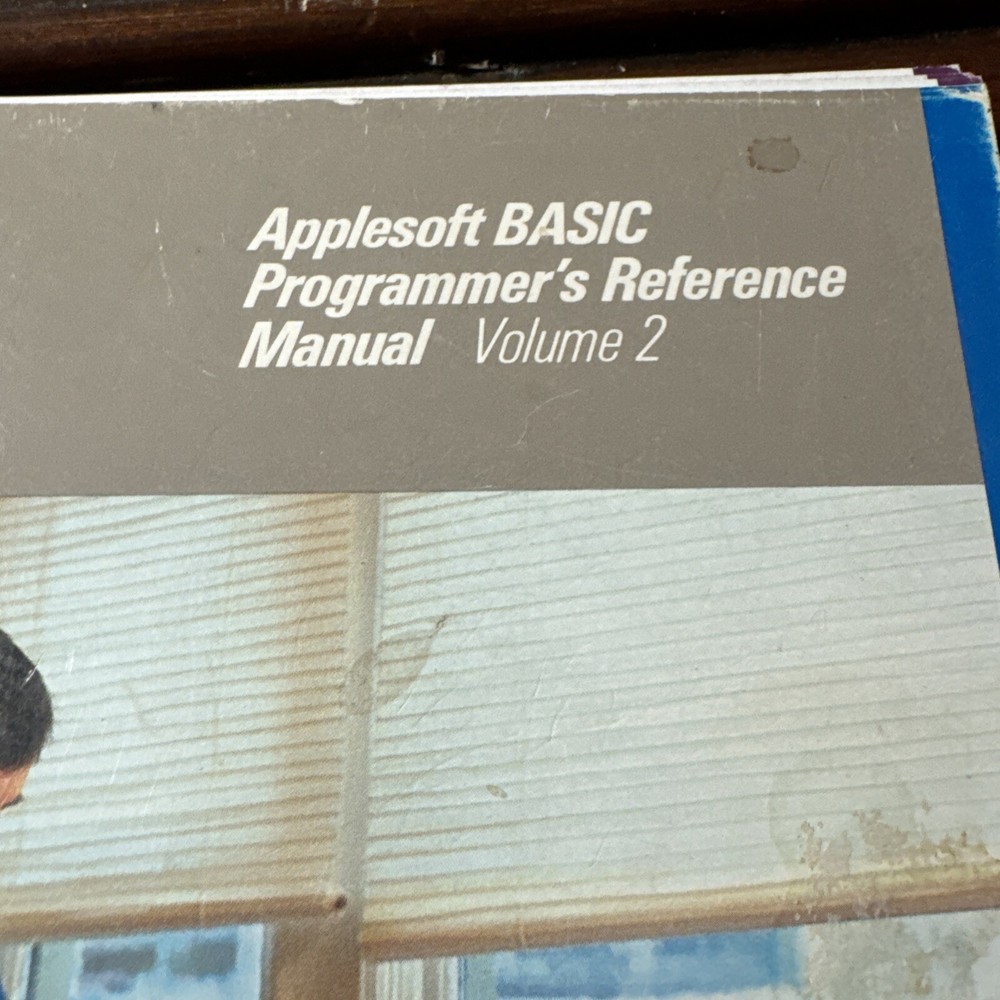 Applesoft BASIC
Programmer's Reference
Manual Volume 2